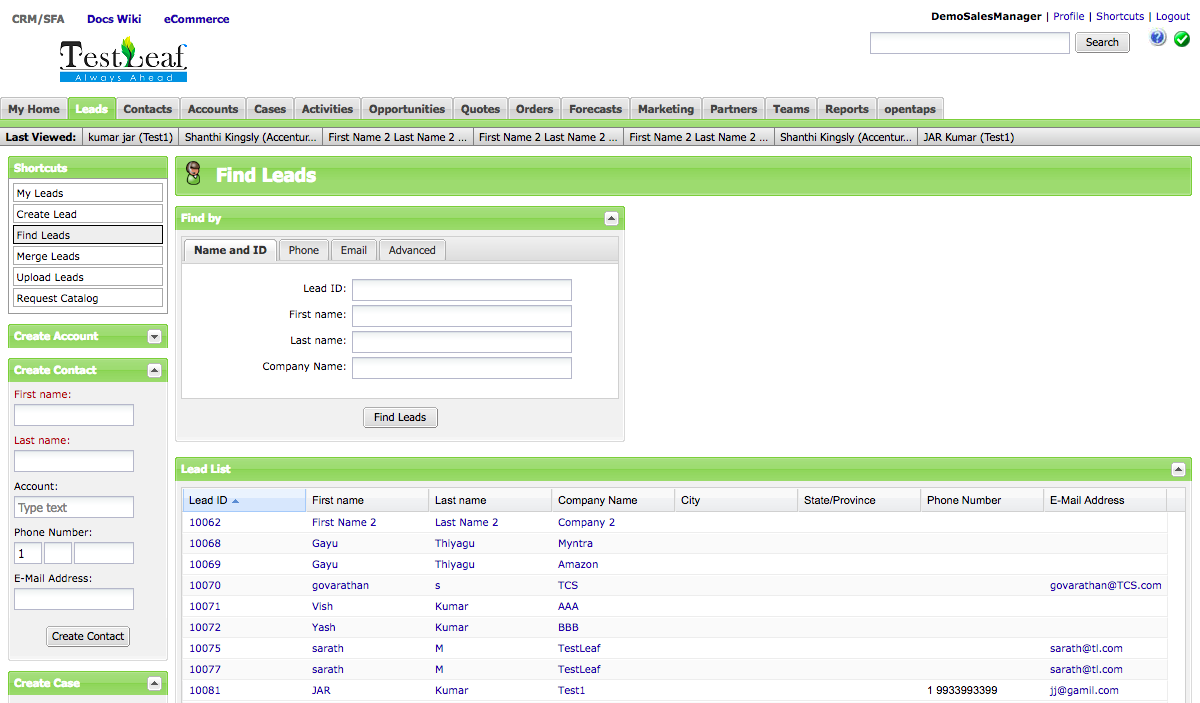 CRM/SFA Docs Wiki eCommerce
DemoSalesManager | Profile | Shortcuts | Logout
TestLeaf
Always Ahead
Search
?
My Home Leads Contacts Accounts Cases Activities Opportunities Quotes Orders Forecasts Marketing Partners Teams Reports opentaps
Last Viewed: kumar jar (Test1) Shanthi Kingsly (Accentur... First Name 2 Last Name 2 ... First Name 2 Last Name 2 ... First Name 2 Last Name 2 ... Shanthi Kingsly (Accentur... JAR Kumar (Test1)
Shortcuts
My Leads
Create Lead
Find Leads
Merge Leads
Upload Leads
Request Catalog
Create Account
Create Contact
First name:
Last name:
Account:
Type text
Phone Number:
1
E-Mail Address:
Create Contact
Create Case
Find Leads
Find by
Name and ID Phone Email Advanced
Lead ID:
First name:
Last name:
Company Name:
Find Leads
Lead List
Lead ID First name Last name Company Name City State/Province Phone Number E-Mail Address
10062 First Name 2 Last Name 2 Company 2
10068 Gayu Thiyagu Myntra
10069 Gayu Thiyagu Amazon
10070 govarathan s TCS govarathan@TCS.com
10071 Vish Kumar AAA
10072 Yash Kumar BBB
10075 sarath M TestLeaf sarath@tl.com
10077 sarath M TestLeaf sarath@tl.com
10081 JAR Kumar Test1 1 9933993399 jj@gamil.com